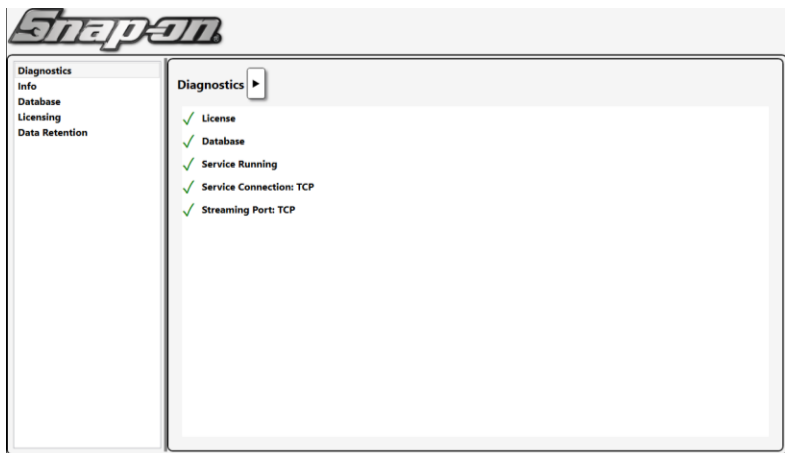 Snap-on
Diagnostics
Info
Database
Licensing
Data Retention
Diagnostics
License
Database
Service Running
Service Connection: TCP
Streaming Port: TCP